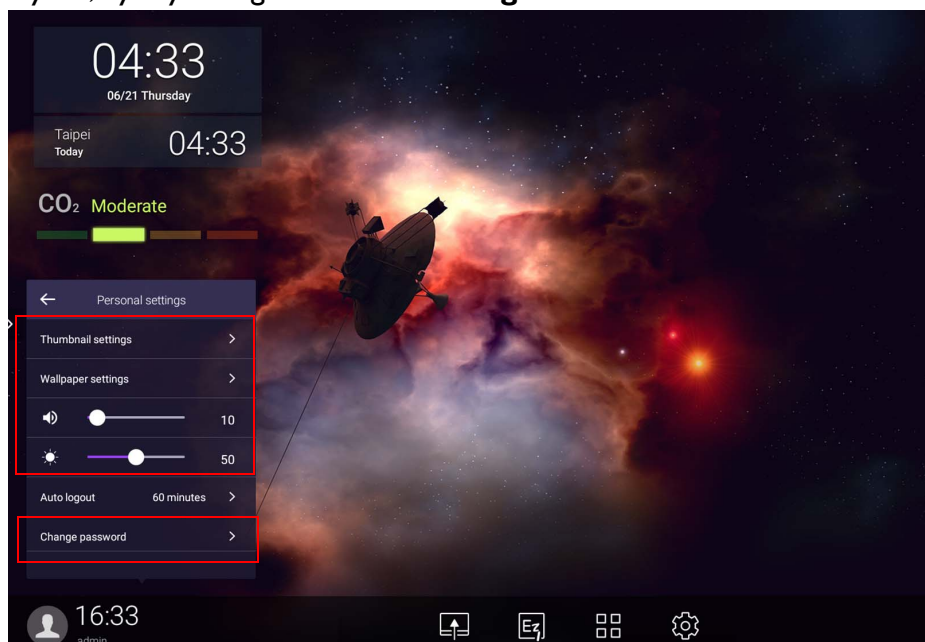 04:33
06/21 Thursday
Taipei
Today
04:33
CO₂ Moderate
Personal settings
Thumbnail settings
Wallpaper settings
10
50
Auto logout 60 minutes
Change password
16:33
admin